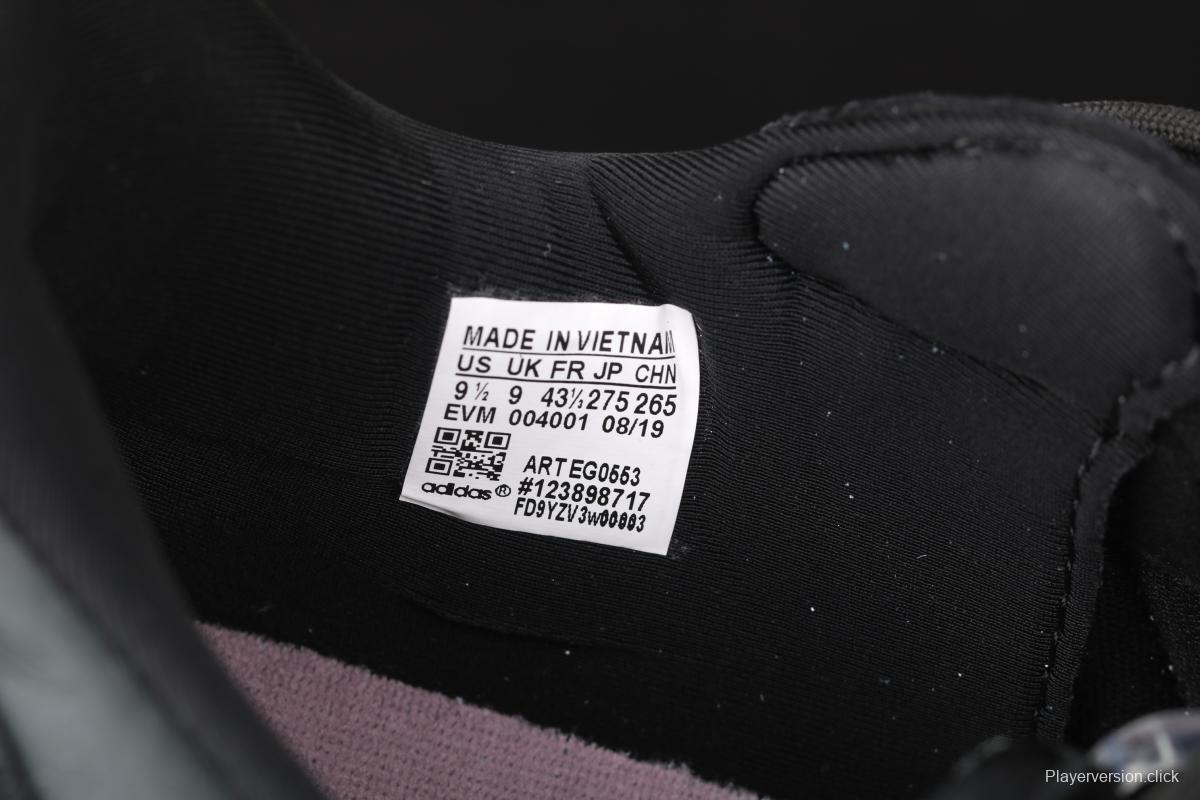 MADE IN VIETNAM
US UK FR JP CHN
9 ½ 9 43⅓ 275 265
EVM 004001 08/19
ART EG0553
adidas® #123898717
FD9YZV3w00003
Playerversion.click